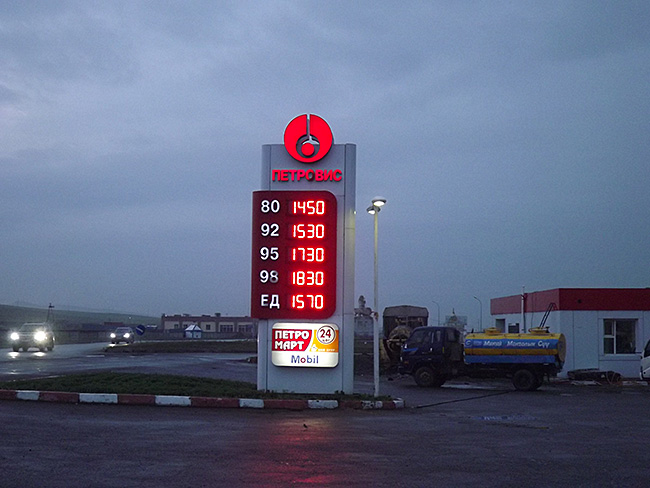 ПЕТРОВИС
80 1450
92 1530
95 1730
98 1830
ЕД 1570
ПЕТРО
МАРТ
24
Mobil